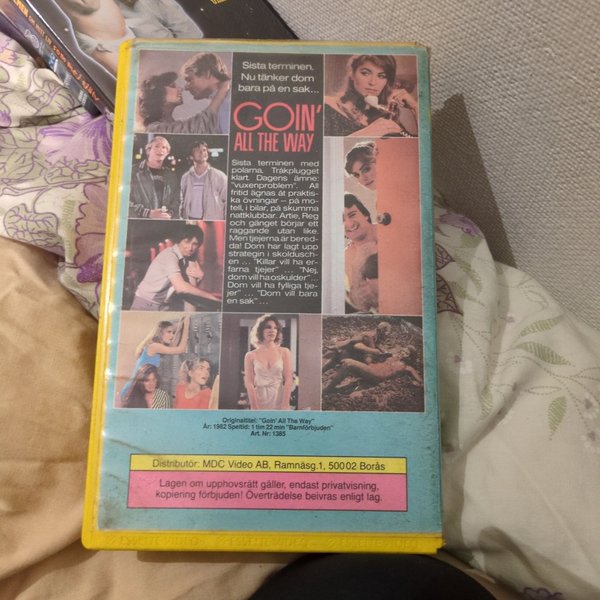 Sista terminen.
Nu tänker dom
bara på en sak...
GOIN'
ALL THE WAY
Sista terminen med
polarna. Träkplugget
klart. Dagens ämne:
"vuxenproblem". All
fritid ägnas åt praktis-
ka övningar – på mo-
tell, i bilar, på skumma
nattklubbar. Artie, Reg
och gänget börjar ett
raggande utan like.
Men tjejerna är bered-
da! Dom har lagt upp
strategin i skoldusch-
en ... "Killar vill ha er-
farna tjejer" ... "Nej,
dom vill ha oskulder"...
Dom vill ha fylliga tje-
jer" ... "Dom vill bara
en sak"...
Originaltitel: "Goin' All The Way"
År: 1982 Speltid: 1 tim 22 min "Barnförbjuden"
Art. Nr: 1385
Distributör: MDC Video AB, Ramnäsg.1, 500 02 Borås
Lagen om upphovsrätt gäller, endast privatvisning,
kopiering förbjuden! Överträdelse beivras enligt lag.